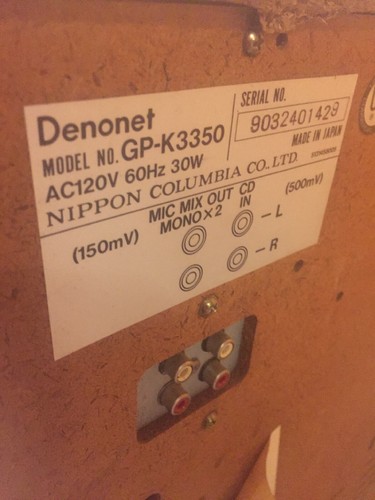 Denonet
MODEL NO. GP-K3350
AC120V 60Hz 30W
NIPPON COLUMBIA CO., LTD.
SERIAL NO.
9032401429
MADE IN JAPAN
(150mV)
MIC MIX OUT
MONO×2
CD
IN
(500mV)
-L
-R